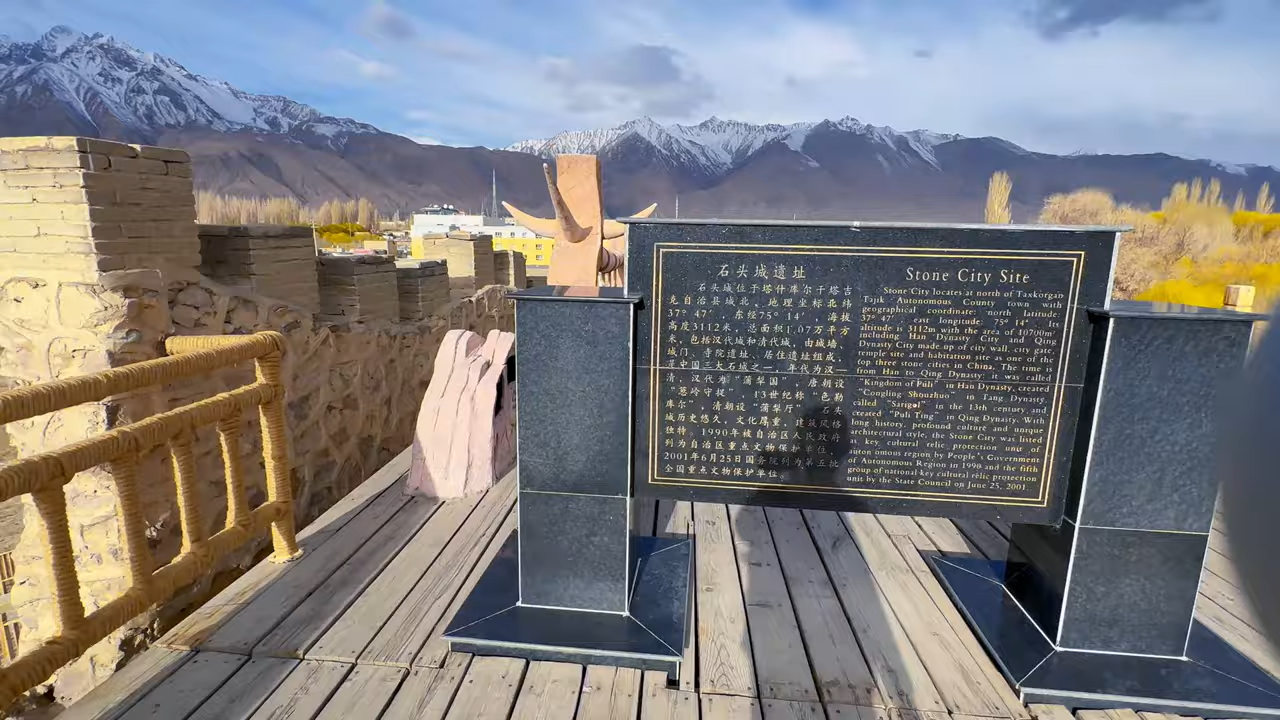 石头城遗址
石头城位于塔什库尔干塔吉
克自治县城北，地理坐标北纬
37° 47′，东经75° 14′ 海拔
高度3112米，总面积1.07万平方
米，包括汉代城和清代城，由城墙、
城门、寺院遗址、居住遗址组成，
是中国三大石城之一 年代为汉—
清，汉代为“蒲犁国”，唐朝设
“葱岭守捉”，13世纪称“色勒
库尔”，清朝设“蒲犁厅” 石头
城历史悠久，文化厚重，建筑风格
独特，1990年被自治区人民政府
列为自治区重点文物保护单位，
2001年6月25日国务院列为第五批
全国重点文物保护单位。
Stone City Site
Stone City locates at north of Taxkorgan
Tajik Autonomous County town with
geographical coordinate: north latitude
37° 47′, east longitude: 75° 14′. Its
altitude is 3112m with the area of 10700m²
including Han Dynasty City and Qing
Dynasty City made up of city wall, city gate,
temple site and habitation site as one of the
top three stone cities in China. The time is
from Han to Qing Dynasty: it was called
"Kingdom of Puli" in Han Dynasty, created
"Congling Shouzhuo" in Tang Dynasty,
called "Sariqol" in the 13th century and
created "Puli Ting" in Qing Dynasty. With
long history, profound culture and unique
architectural style, the Stone City was listed
as key cultural relic protection unit of
autonomous region by People's Government
of Autonomous Region in 1990 and the fifth
group of national key cultural relic protection
unit by the State Council on June 25, 2001.